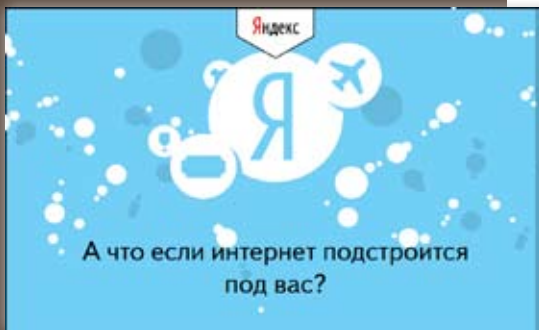 Яндекс
Я
А что если интернет подстроится
под вас?